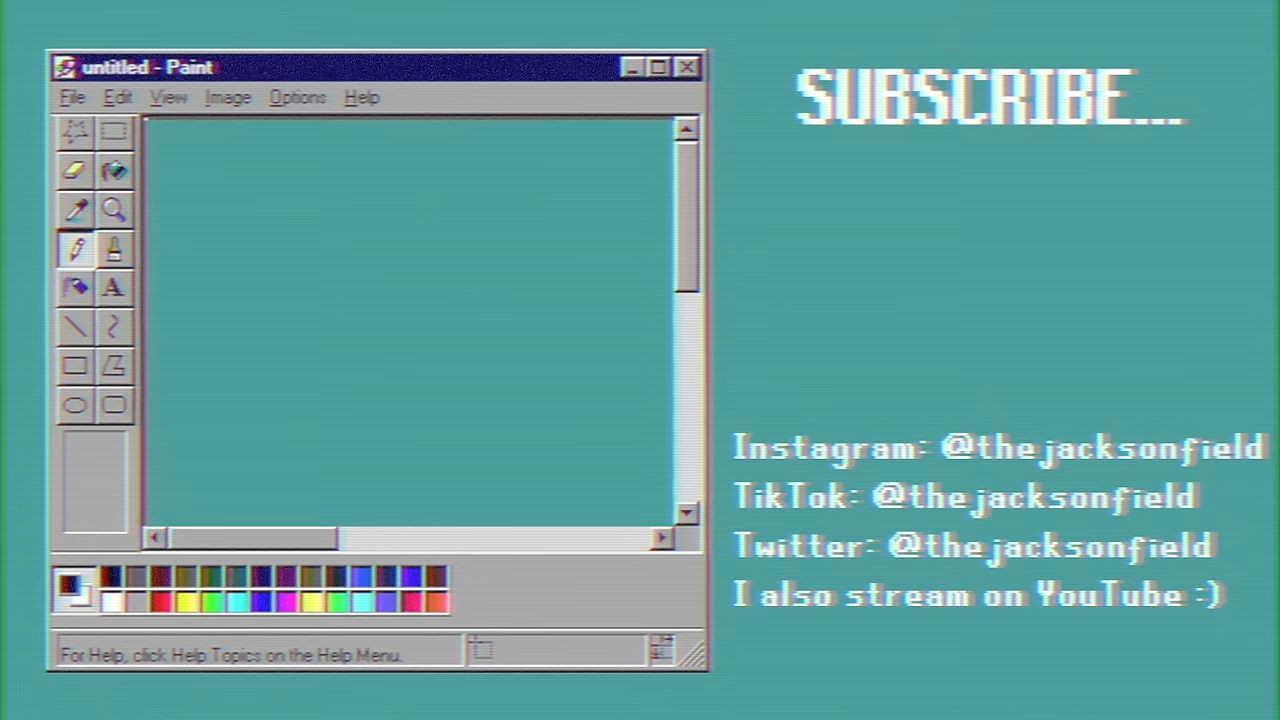 untitled - Paint
File Edit View Image Options Help
A
For Help, click Help Topics on the Help Menu.
SUBSCRIBE...
Instagram: @thejacksonfield
TikTok: @thejacksonfield
Twitter: @thejacksonfield
I also stream on YouTube :)